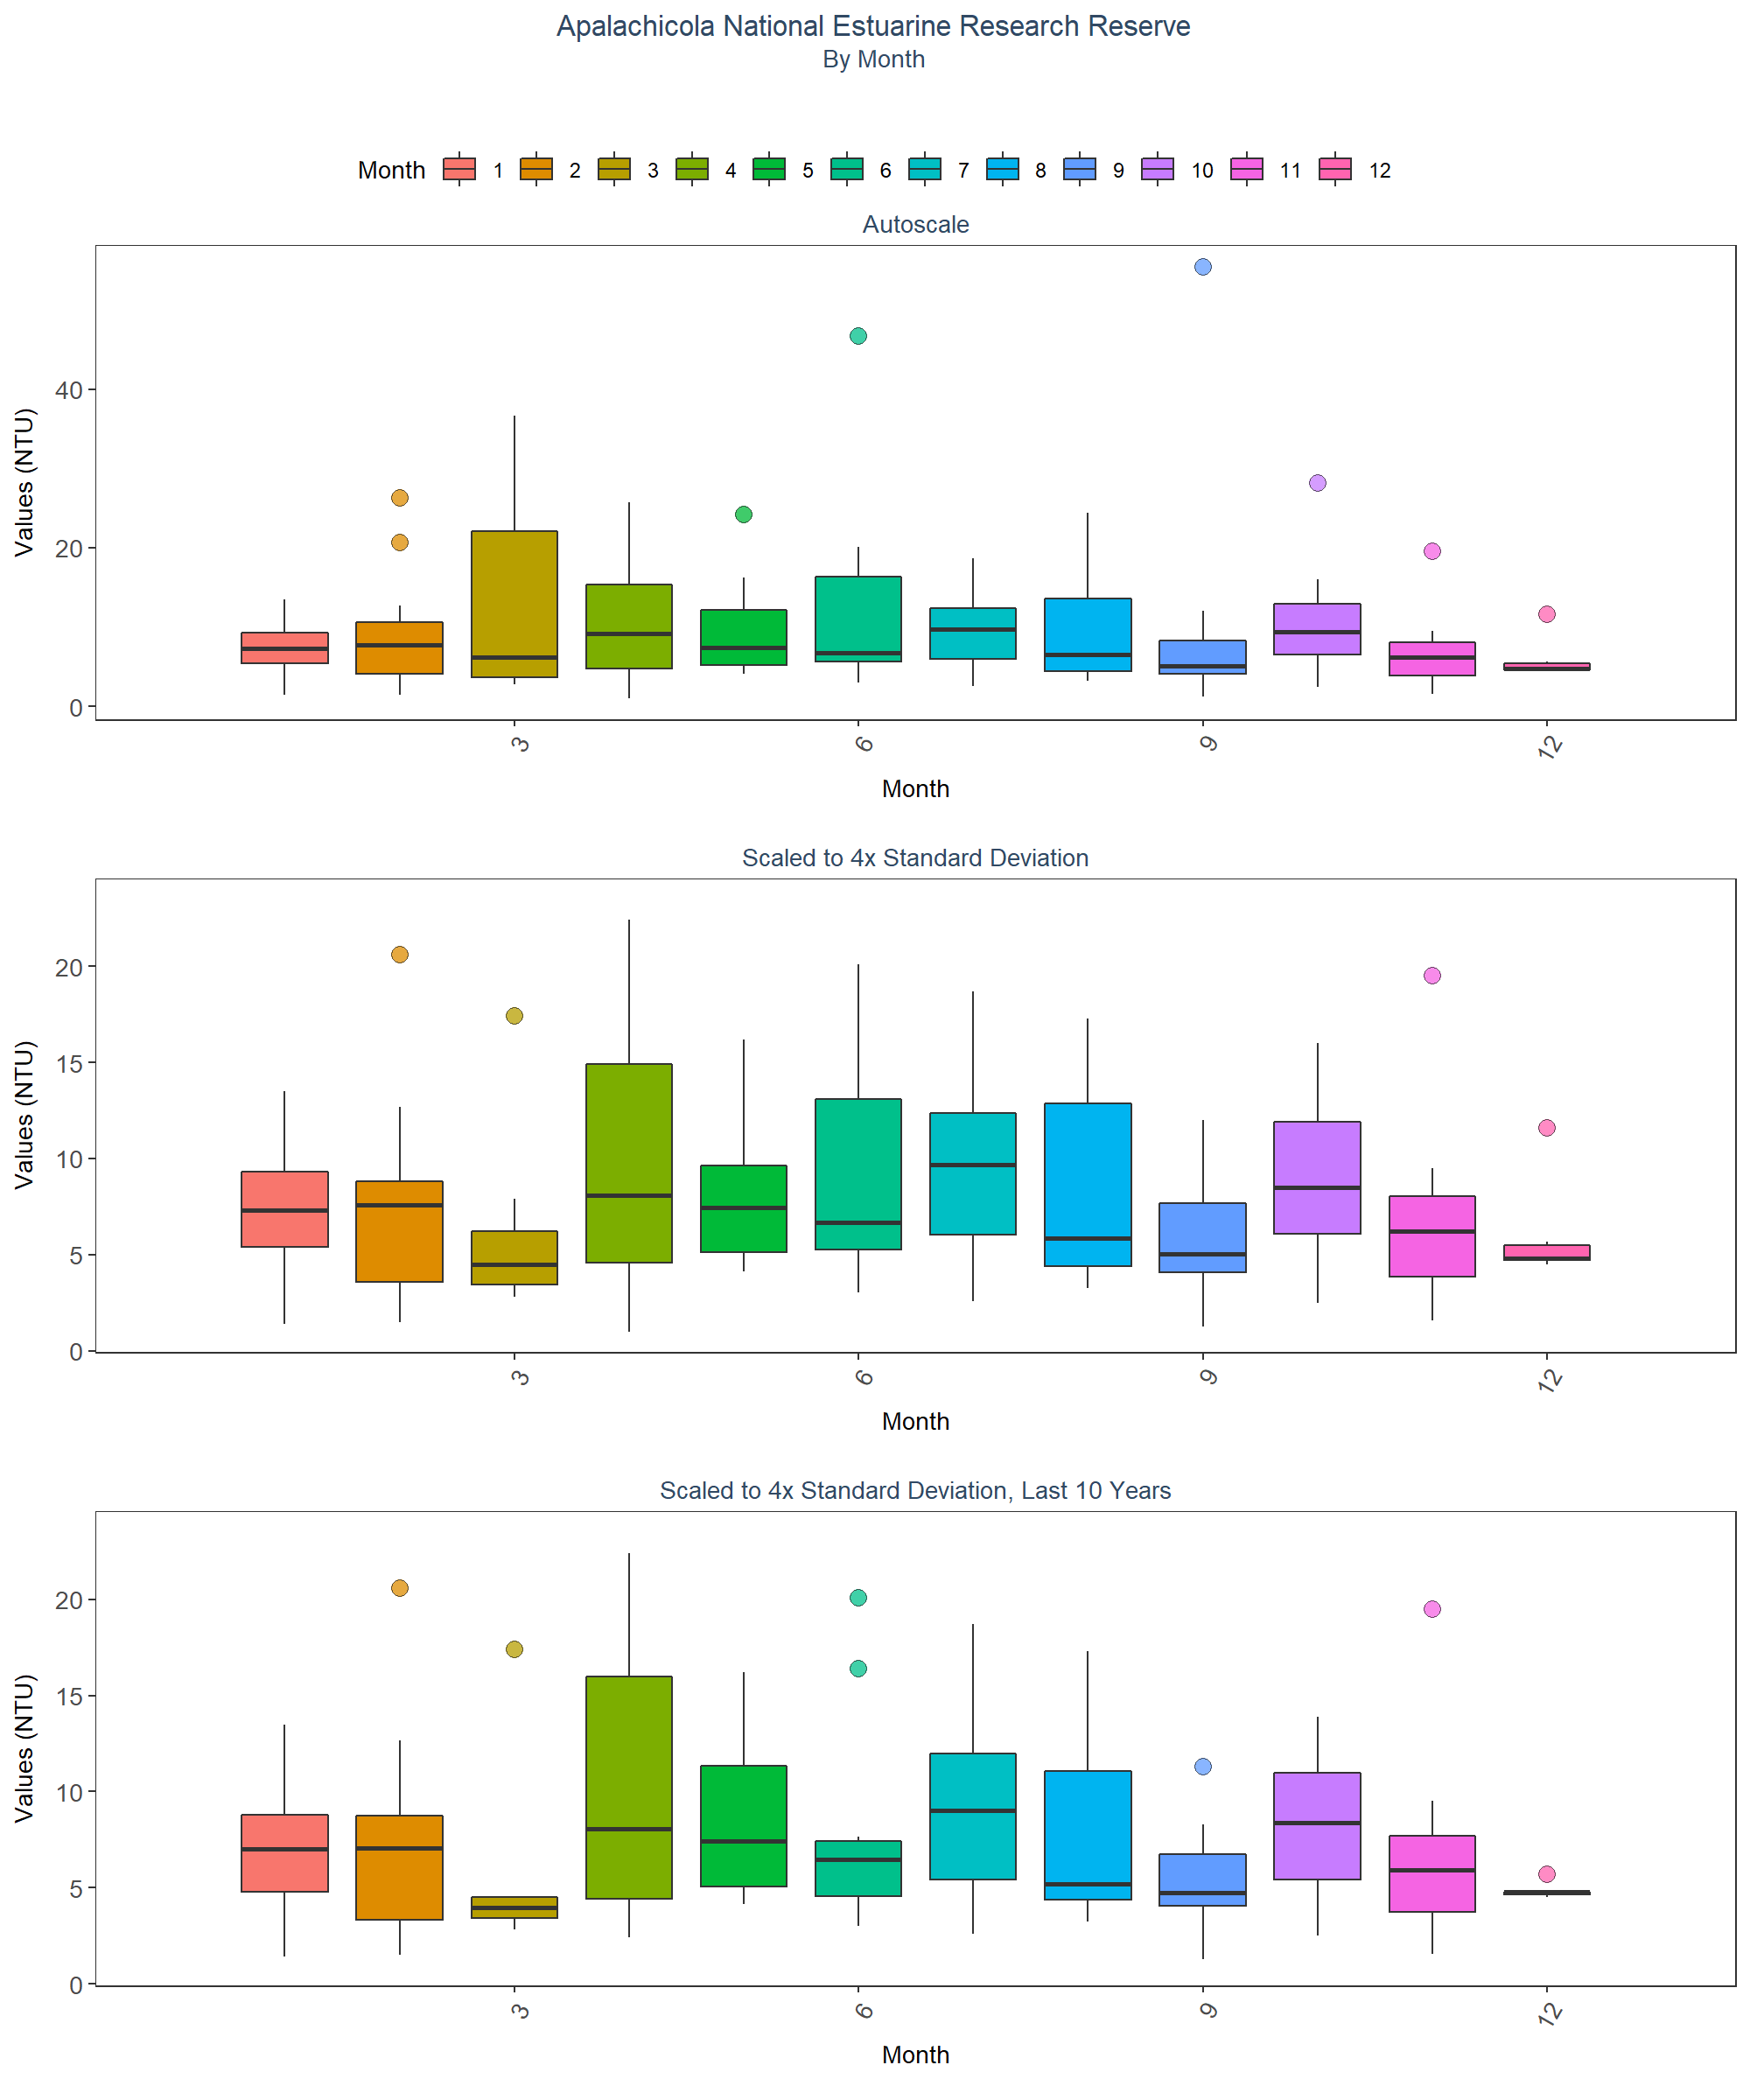 Apalachicola National Estuarine Research Reserve
By Month
Month 1 2 3 4 5 6 7 8 9 10 11 12
Autoscale
Values (NTU)
40
20
0
3 6 9 12
Month
Scaled to 4x Standard Deviation
Values (NTU)
20
15
10
5
0
3 6 9 12
Month
Scaled to 4x Standard Deviation, Last 10 Years
Values (NTU)
20
15
10
5
0
3 6 9 12
Month